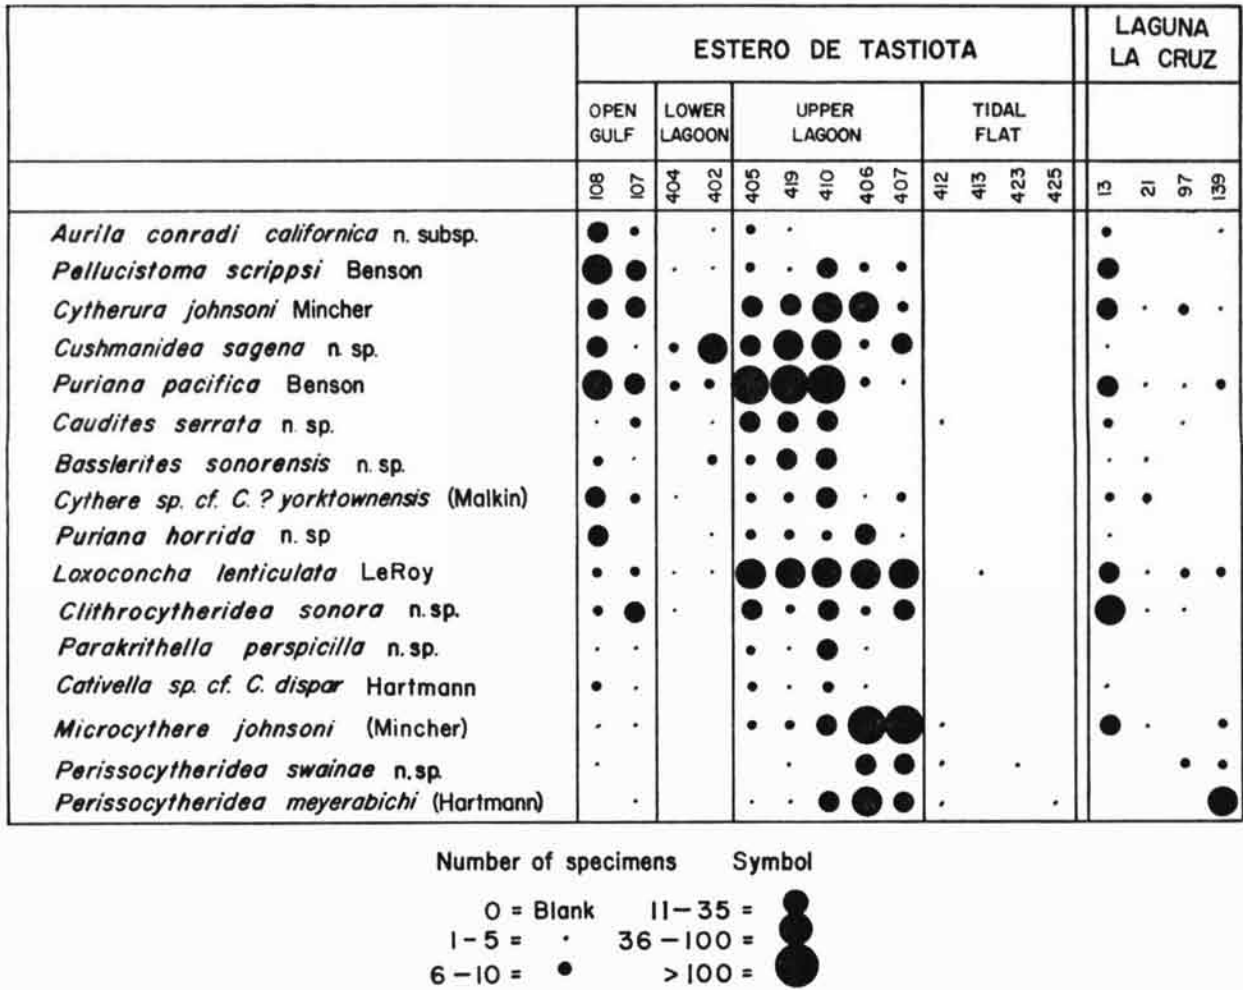 ESTERO DE TASTIOTA
LAGUNA
LA CRUZ
OPEN
GULF
LOWER
LAGOON
UPPER
LAGOON
TIDAL
FLAT
108 107 404 402 405 419 410 406 407 412 413 423 425 13 21 97 139
Aurila conradi californica n. subsp.
Pellucistoma scrippsi Benson
Cytherura johnsoni Mincher
Cushmanidea sagena n. sp.
Puriana pacifica Benson
Caudites serrata n. sp.
Basslerites sonorensis n. sp.
Cythere sp. cf. C. ? yorktownensis (Malkin)
Puriana horrida n. sp
Loxoconcha lenticulata LeRoy
Clithrocytheridea sonora n. sp.
Parakrithella perspicilla n. sp.
Cativella sp. cf. C. dispar Hartmann
Microcythere johnsoni (Mincher)
Perissocytheridea swainae n. sp.
Perissocytheridea meyerabichi (Hartmann)
Number of specimens Symbol
0 = Blank 11–35 =
1–5 = 36–100 =
6–10 = >100 =